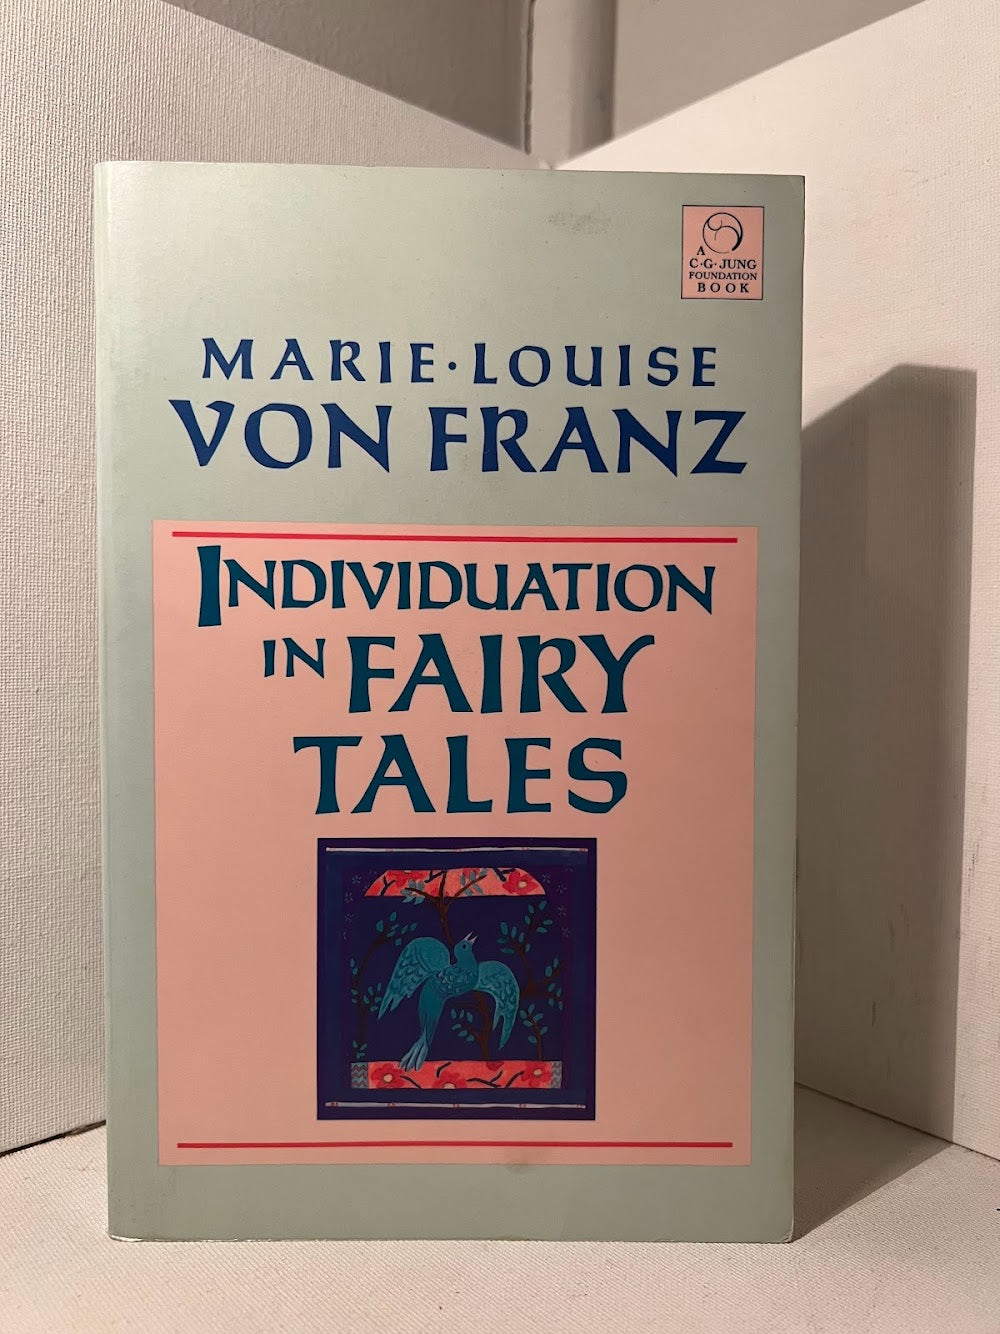 A
C·G·JUNG
FOUNDATION
BOOK
MARIE·LOUISE
VON FRANZ
INDIVIDUATION
IN FAIRY
TALES